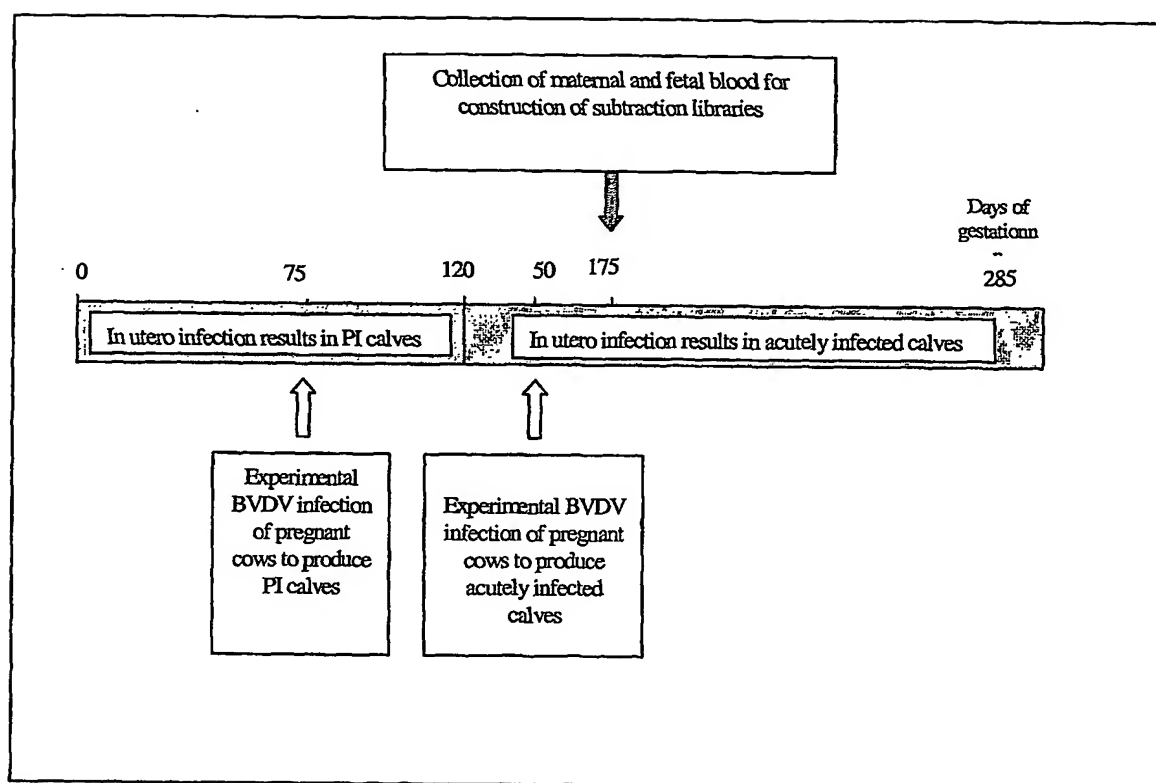 Collection of maternal and fetal blood for
construction of subtraction libraries
Days of
gestationn
0
75
120
50
175
285
In utero infection results in PI calves
In utero infection results in acutely infected calves
Experimental
BVDV infection
of pregnant
cows to produce
PI calves
Experimental BVDV
infection of pregnant
cows to produce
acutely infected
calves